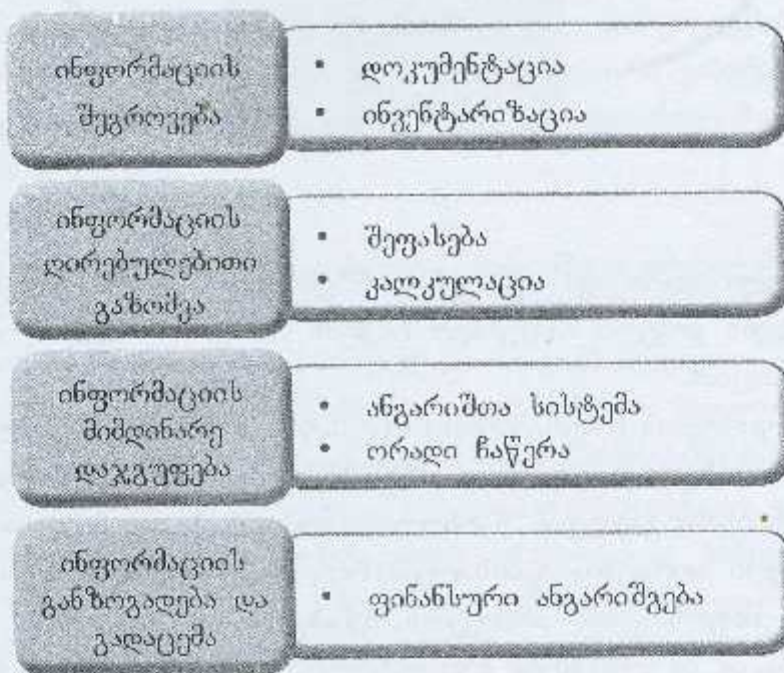 ინფორმაციის
შეგროვება
• დოკუმენტაცია
• ინვენტარიზაცია
ინფორმაციის
ღირებულებითი
გაზომვა
• შეფასება
• კალკულაცია
ინფორმაციის
მიმდინარე
დაჯგუფება
• ანგარიშთა სისტემა
• ორადი ჩაწერა
ინფორმაციის
განზოგადება და
გადაცემა
• ფინანსური ანგარიშგება